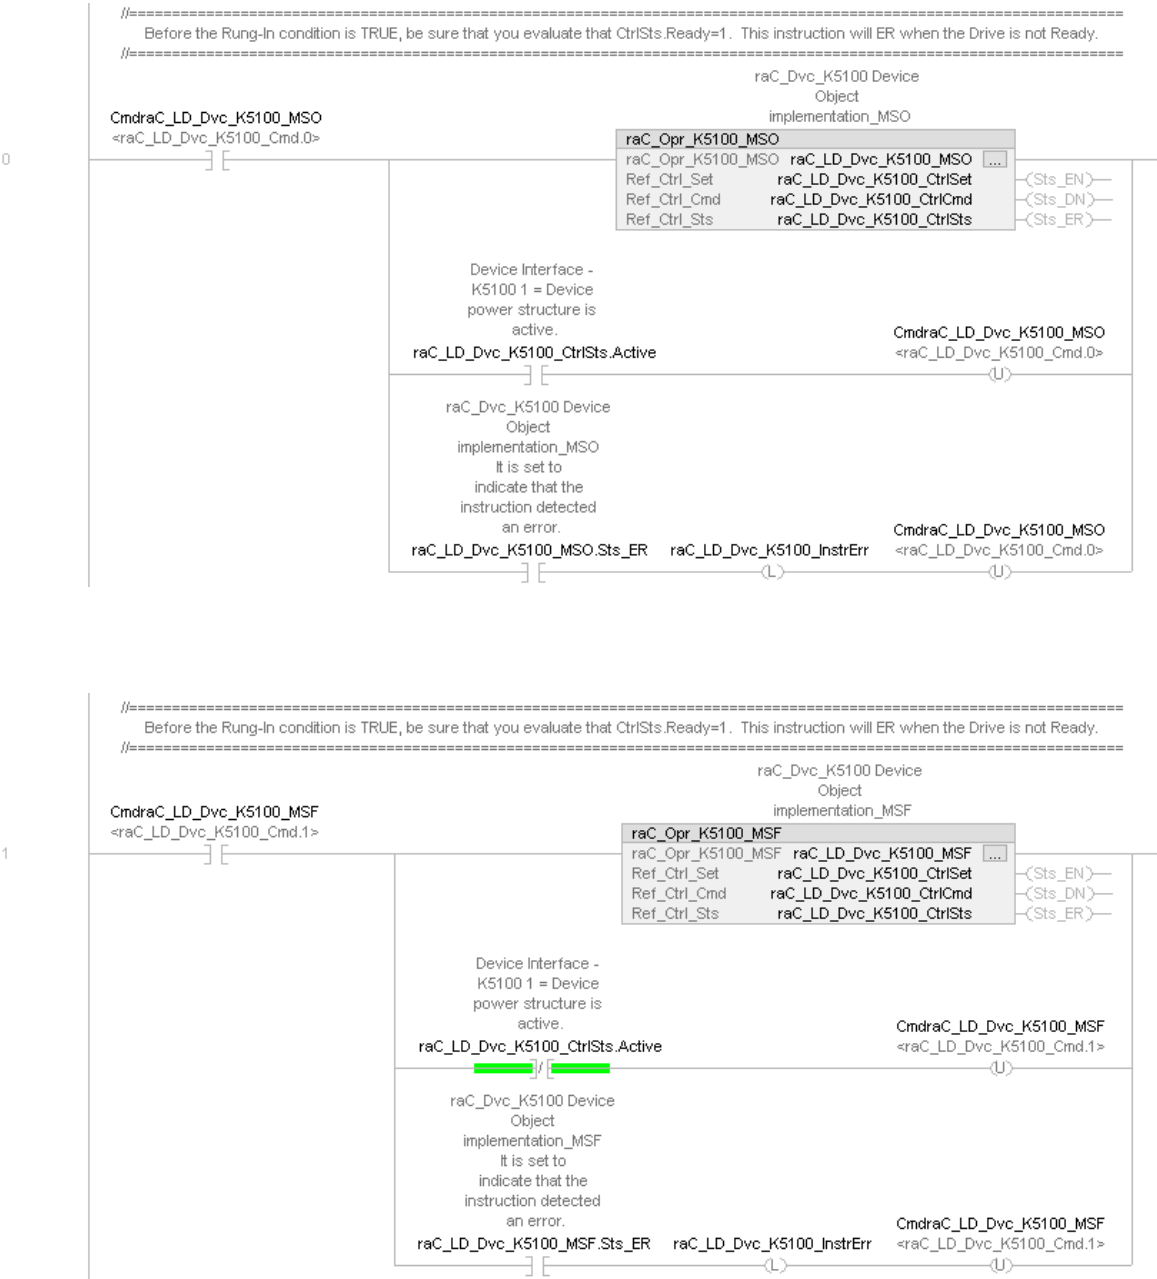 //====================================================================================================================
Before the Rung-In condition is TRUE, be sure that you evaluate that CtrlSts.Ready=1.  This instruction will ER when the Drive is not Ready.
//====================================================================================================================
raC_Dvc_K5100 Device
Object
implementation_MSO
CmdraC_LD_Dvc_K5100_MSO
<raC_LD_Dvc_K5100_Cmd.0>
raC_Opr_K5100_MSO
0
raC_Opr_K5100_MSO raC_LD_Dvc_K5100_MSO ...
Ref_Ctrl_Set raC_LD_Dvc_K5100_CtrlSet (Sts_EN)
Ref_Ctrl_Cmd raC_LD_Dvc_K5100_CtrlCmd (Sts_DN)
Ref_Ctrl_Sts raC_LD_Dvc_K5100_CtrlSts (Sts_ER)
Device Interface -
K5100 1 = Device
power structure is
active.
raC_LD_Dvc_K5100_CtrlSts.Active
CmdraC_LD_Dvc_K5100_MSO
<raC_LD_Dvc_K5100_Cmd.0>
U
raC_Dvc_K5100 Device
Object
implementation_MSO
It is set to
indicate that the
instruction detected
an error.
raC_LD_Dvc_K5100_MSO.Sts_ER
raC_LD_Dvc_K5100_InstrErr
CmdraC_LD_Dvc_K5100_MSO
<raC_LD_Dvc_K5100_Cmd.0>
L
U
//====================================================================================================================
Before the Rung-In condition is TRUE, be sure that you evaluate that CtrlSts.Ready=1.  This instruction will ER when the Drive is not Ready.
//====================================================================================================================
raC_Dvc_K5100 Device
Object
implementation_MSF
CmdraC_LD_Dvc_K5100_MSF
<raC_LD_Dvc_K5100_Cmd.1>
raC_Opr_K5100_MSF
1
raC_Opr_K5100_MSF raC_LD_Dvc_K5100_MSF ...
Ref_Ctrl_Set raC_LD_Dvc_K5100_CtrlSet (Sts_EN)
Ref_Ctrl_Cmd raC_LD_Dvc_K5100_CtrlCmd (Sts_DN)
Ref_Ctrl_Sts raC_LD_Dvc_K5100_CtrlSts (Sts_ER)
Device Interface -
K5100 1 = Device
power structure is
active.
raC_LD_Dvc_K5100_CtrlSts.Active
CmdraC_LD_Dvc_K5100_MSF
<raC_LD_Dvc_K5100_Cmd.1>
/
U
raC_Dvc_K5100 Device
Object
implementation_MSF
It is set to
indicate that the
instruction detected
an error.
raC_LD_Dvc_K5100_MSF.Sts_ER
raC_LD_Dvc_K5100_InstrErr
CmdraC_LD_Dvc_K5100_MSF
<raC_LD_Dvc_K5100_Cmd.1>
L
U